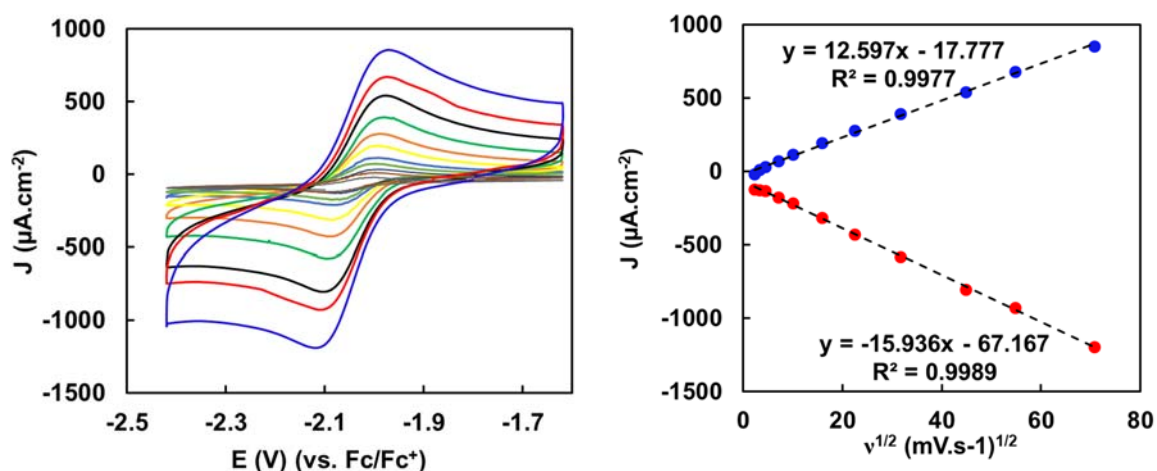 1000
500
0
-500
-1000
-1500
J (µA.cm-2)
-2.5
-2.3
-2.1
-1.9
-1.7
E (V) (vs. Fc/Fc+)
1000
500
0
-500
-1000
-1500
J (µA.cm-2)
y = 12.597x - 17.777
R² = 0.9977
y = -15.936x - 67.167
R² = 0.9989
0
20
40
60
80
ν1/2 (mV.s-1)1/2